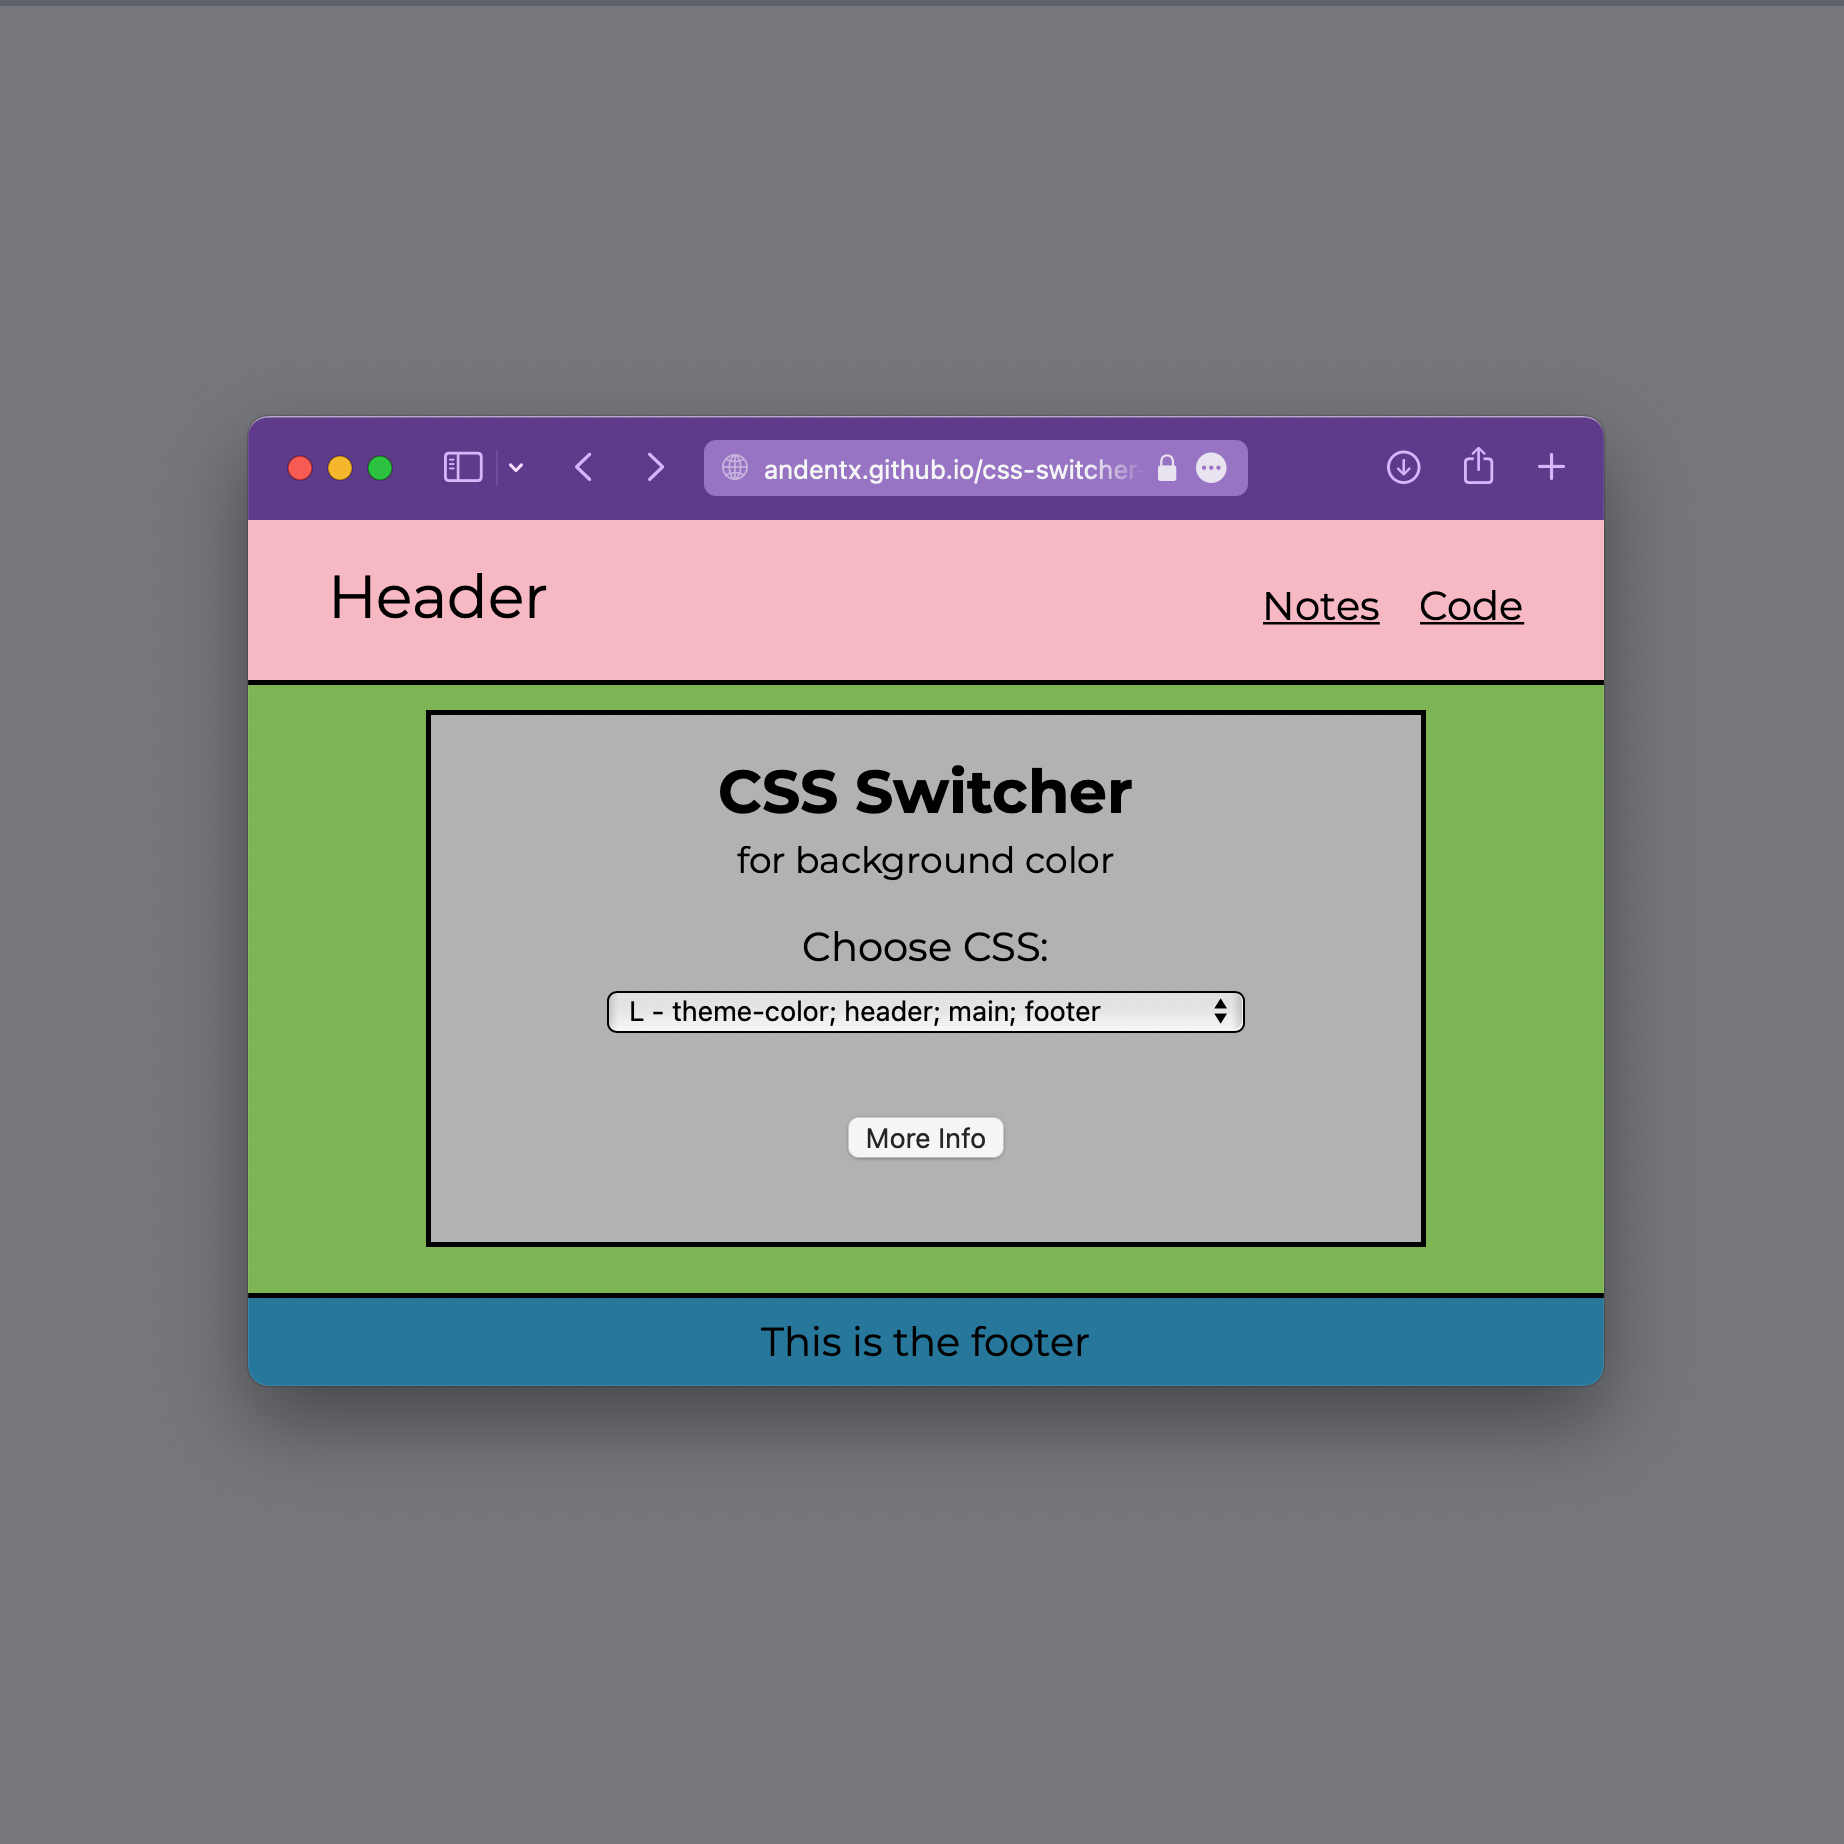 andentx.github.io/css-switcher-
Header
Notes Code
CSS Switcher
for background color
Choose CSS:
L - theme-color; header; main; footer
More Info
This is the footer